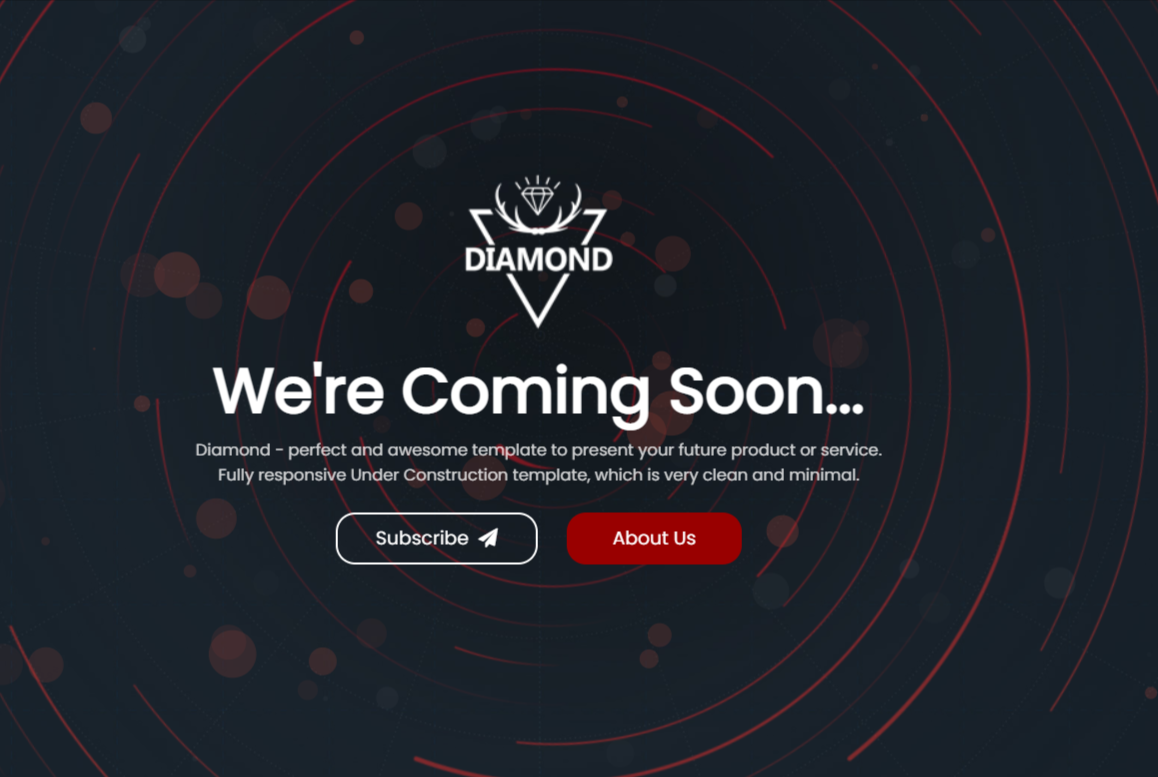 DIAMOND
We're Coming Soon...
Diamond - perfect and awesome template to present your future product or service.
Fully responsive Under Construction template, which is very clean and minimal.
Subscribe
About Us